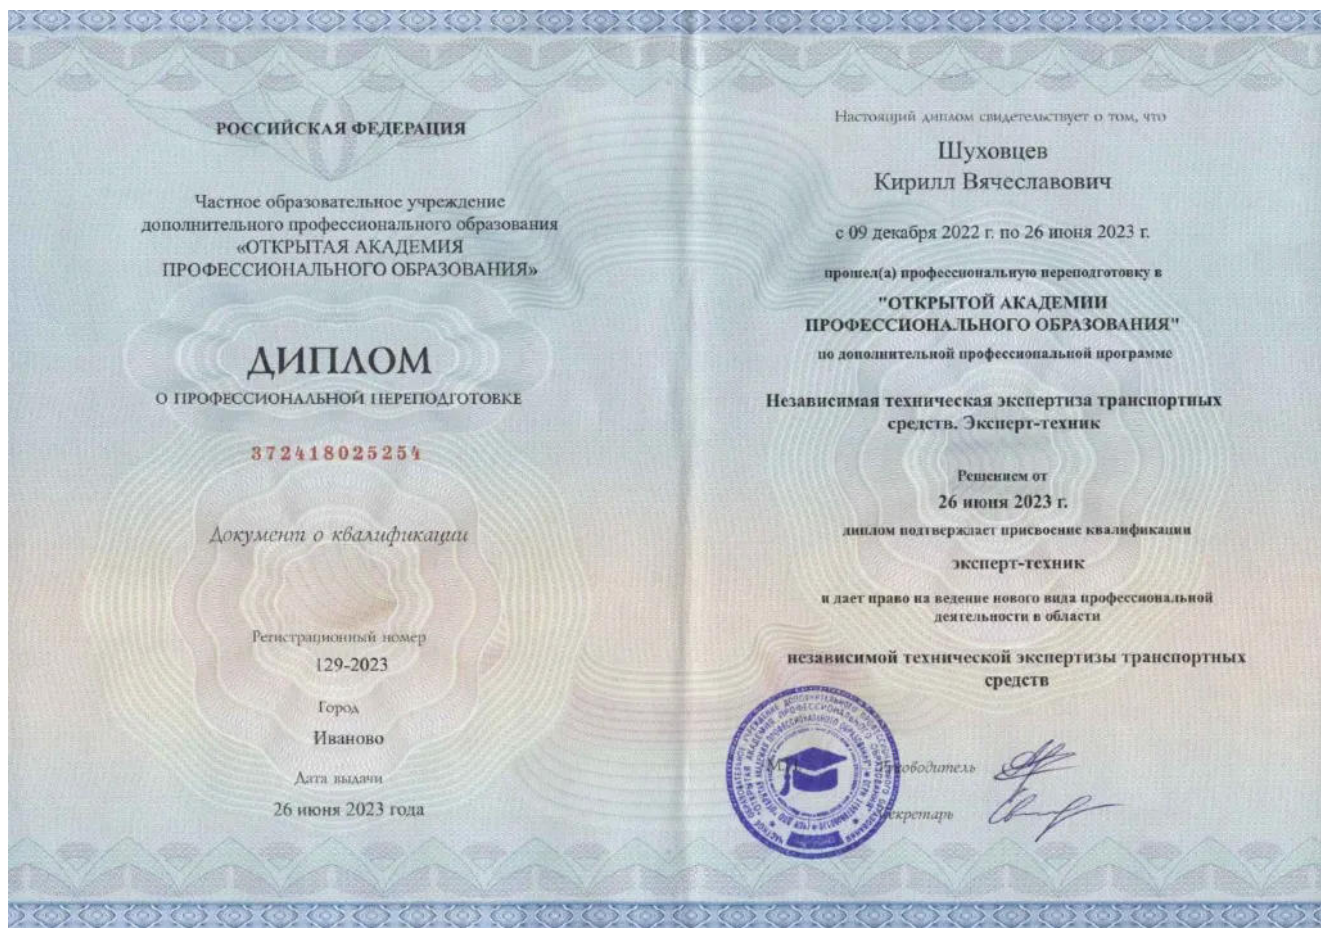 РОССИЙСКАЯ ФЕДЕРАЦИЯ
Частное образовательное учреждение
дополнительного профессионального образования
«ОТКРЫТАЯ АКАДЕМИЯ
ПРОФЕССИОНАЛЬНОГО ОБРАЗОВАНИЯ»
ДИПЛОМ
О ПРОФЕССИОНАЛЬНОЙ ПЕРЕПОДГОТОВКЕ
372418025254
Документ о квалификации
Регистрационный номер
129-2023
Город
Иваново
Дата выдачи
26 июня 2023 года
Настоящий диплом свидетельствует о том, что
Шуховцев
Кирилл Вячеславович
с 09 декабря 2022 г. по 26 июня 2023 г.
прошел(а) профессиональную переподготовку в
"ОТКРЫТОЙ АКАДЕМИИ
ПРОФЕССИОНАЛЬНОГО ОБРАЗОВАНИЯ"
по дополнительной профессиональной программе
Независимая техническая экспертиза транспортных
средств. Эксперт-техник
Решением от
26 июня 2023 г.
диплом подтверждает присвоение квалификации
эксперт-техник
и дает право на ведение нового вида профессиональной
деятельности в области
независимой технической экспертизы транспортных
средств
М.П.
Руководитель
Секретарь